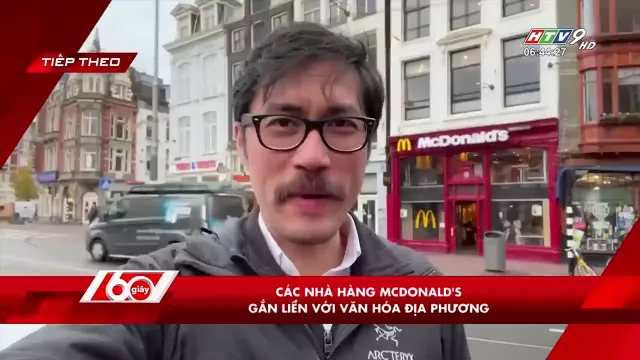 TIẾP THEO
HTV9 HD
06:44:27
McDonald's
60 giây
CÁC NHÀ HÀNG MCDONALD'S
GẮN LIỀN VỚI VĂN HÓA ĐỊA PHƯƠNG
ARC'TERYX